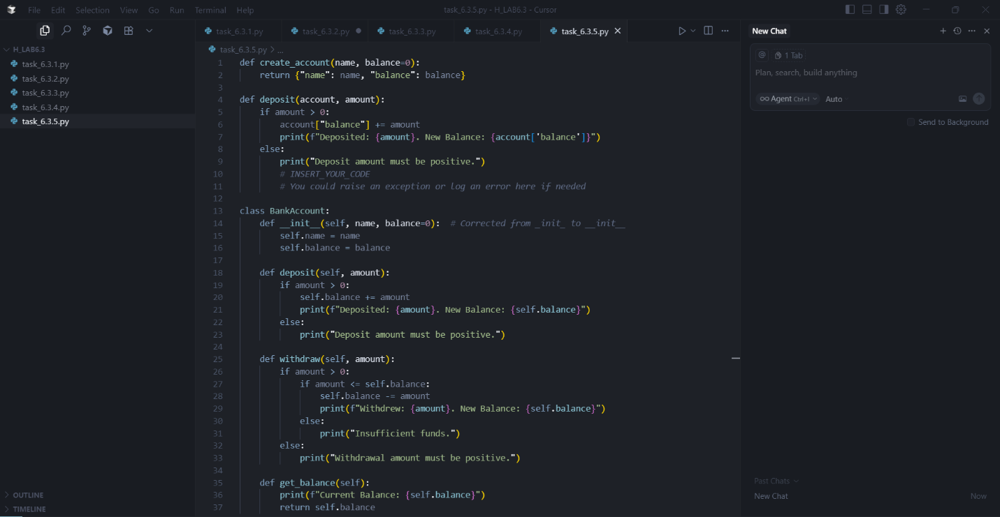 File Edit Selection View Go Run Terminal Help
task_6.3.5.py - H_LAB6.3 - Cursor
H_LAB6.3
task_6.3.1.py
task_6.3.2.py
task_6.3.3.py
task_6.3.4.py
task_6.3.5.py
OUTLINE
TIMELINE
task_6.3.1.py task_6.3.2.py task_6.3.3.py task_6.3.4.py task_6.3.5.py
task_6.3.5.py > ...
1 def create_account(name, balance=0):
2     return {"name": name, "balance": balance}
3
4 def deposit(account, amount):
5     if amount > 0:
6         account["balance"] += amount
7         print(f"Deposited: {amount}. New Balance: {account['balance']}")
8     else:
9         print("Deposit amount must be positive.")
10         # INSERT_YOUR_CODE
11         # You could raise an exception or log an error here if needed
12
13 class BankAccount:
14     def __init__(self, name, balance=0):  # Corrected from _init_ to __init__
15         self.name = name
16         self.balance = balance
17
18     def deposit(self, amount):
19         if amount > 0:
20             self.balance += amount
21             print(f"Deposited: {amount}. New Balance: {self.balance}")
22         else:
23             print("Deposit amount must be positive.")
24
25     def withdraw(self, amount):
26         if amount > 0:
27             if amount <= self.balance:
28                 self.balance -= amount
29                 print(f"Withdrew: {amount}. New Balance: {self.balance}")
30             else:
31                 print("Insufficient funds.")
32         else:
33             print("Withdrawal amount must be positive.")
34
35     def get_balance(self):
36         print(f"Current Balance: {self.balance}")
37         return self.balance
New Chat
@ 1 Tab
Plan, search, build anything
∞ Agent Ctrl+I Auto
Send to Background
Past Chats
New Chat Now